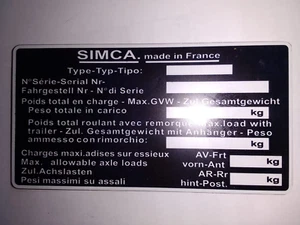 SIMCA. made in France
Type-Typ-Tipo:
N°Série-Serial Nr-
Fahrgestell Nr - N°di Serie
Poids total en charge - Max.GVW - Zul Gesamtgewicht
Peso totale in carico kg
Poids total roulant avec remorque Max.load with
trailer - Zul. Gesamtgewicht mit Anhänger - Peso
ammesso con rimorchio: kg
Charges maxi.adises sur essieux AV-Frt
Max. allowable axle loads vorn-Ant kg
Zul.Achslasten AR-Rr
Pesi massimi su assali hint-Post. kg